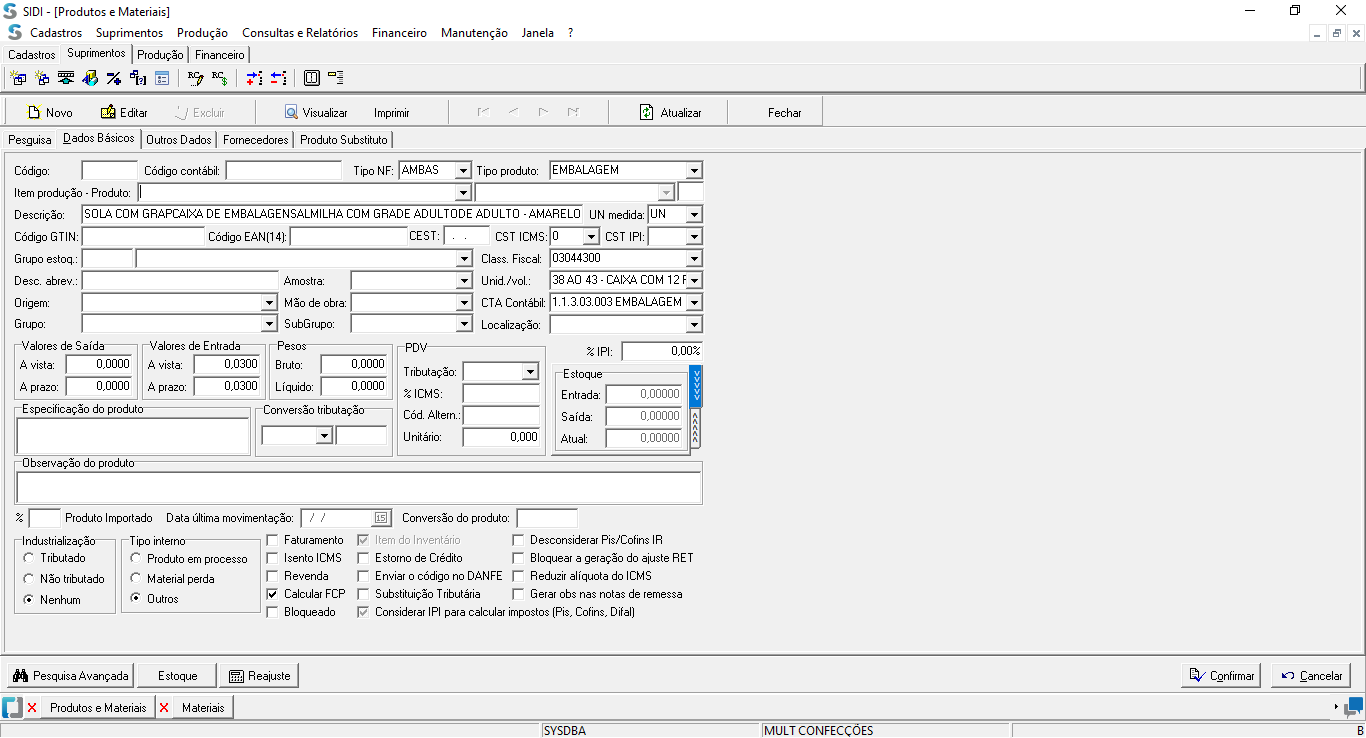 SIDI - [Produtos e Materiais]
Cadastros Suprimentos Produção Consultas e Relatórios Financeiro Manutenção Janela ?
Cadastros Suprimentos Produção Financeiro
Novo Editar Excluir Visualizar Imprimir Atualizar Fechar
Pesquisa Dados Básicos Outros Dados Fornecedores Produto Substituto
Código: Código contábil: Tipo NF: AMBAS Tipo produto: EMBALAGEM
Item produção - Produto:
Descrição: SOLA COM GRAPCAIXA DE EMBALAGENSALMILHA COM GRADE ADULTODE ADULTO - AMARELO UN medida: UN
Código GTIN: Código EAN(14): CEST: . . CST ICMS: 0 CST IPI:
Grupo estoq.: Class. Fiscal: 03044300
Desc. abrev.: Amostra: Unid./vol.: 38 AO 43 - CAIXA COM 12 F
Origem: Mão de obra: CTA Contábil: 1.1.3.03.003 EMBALAGEM
Grupo: SubGrupo: Localização:
Valores de Saída Valores de Entrada Pesos PDV % IPI: 0,00%
A vista: 0,0000 A vista: 0,0300 Bruto: 0,0000 Tributação: Estoque
A prazo: 0,0000 A prazo: 0,0300 Líquido: 0,0000 % ICMS: Entrada: 0,00000
Especificação do produto Conversão tributação Cód. Altern.: Saída: 0,00000
Unitário: 0,000 Atual: 0,00000
Observação do produto
% Produto Importado Data última movimentação: / / 15 Conversão do produto:
Industrialização Tipo interno Faturamento Item do Inventário Desconsiderar Pis/Cofins IR
Tributado Produto em processo Isento ICMS Estorno de Crédito Bloquear a geração do ajuste RET
Não tributado Material perda Revenda Enviar o código no DANFE Reduzir alíquota do ICMS
Nenhum Outros Calcular FCP Substituição Tributária Gerar obs nas notas de remessa
Bloqueado Considerar IPI para calcular impostos (Pis, Cofins, Difal)
Pesquisa Avançada Estoque Reajuste Confirmar Cancelar
Produtos e Materiais Materiais
SYSDBA MULT CONFECÇÕES B